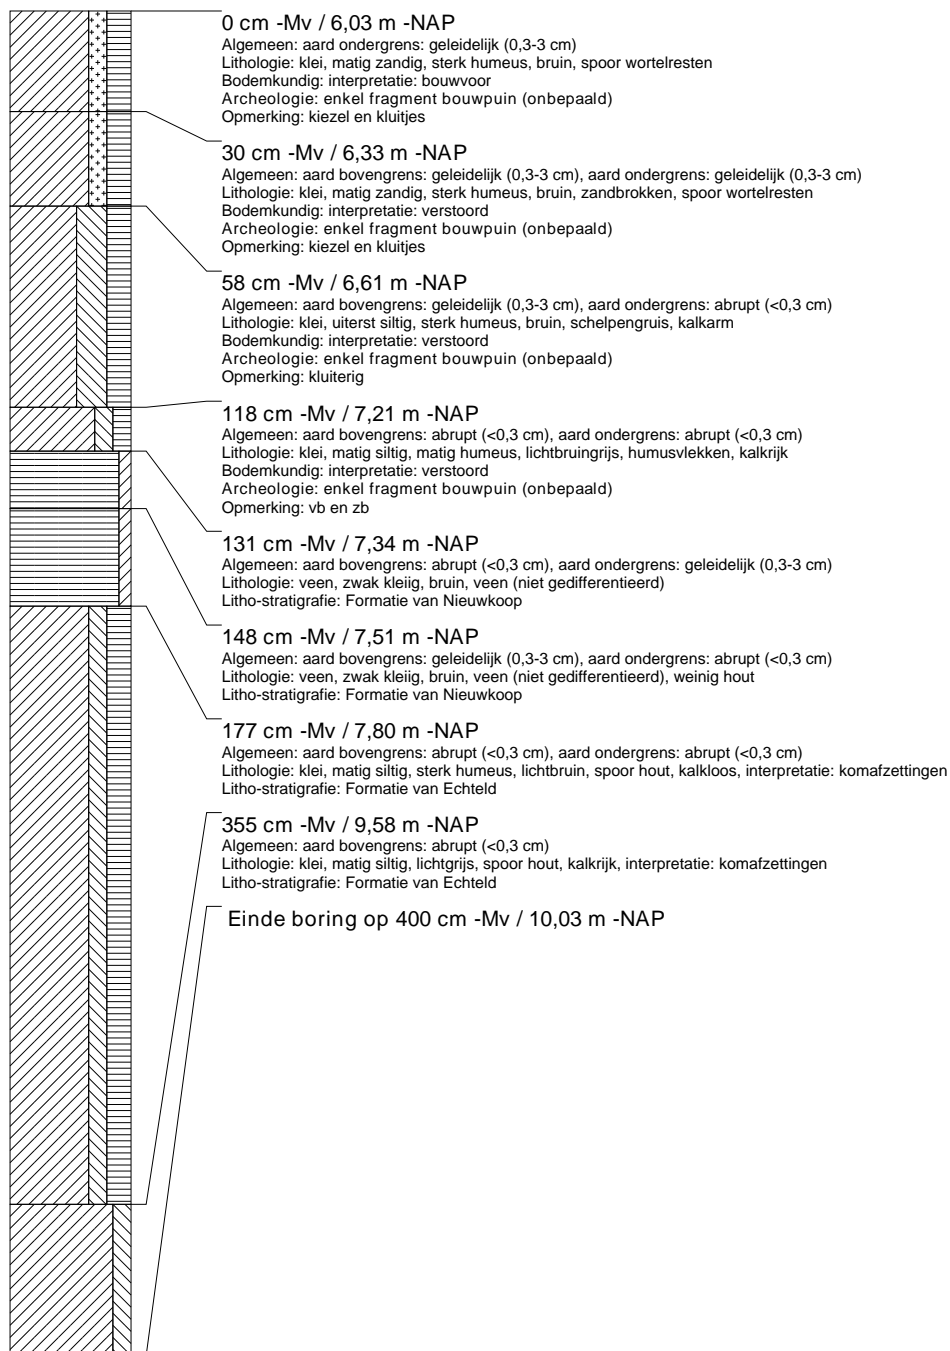 0 cm -Mv / 6,03 m -NAP
Algemeen: aard ondergrens: geleidelijk (0,3-3 cm)
Lithologie: klei, matig zandig, sterk humeus, bruin, spoor wortelresten
Bodemkundig: interpretatie: bouwvoor
Archeologie: enkel fragment bouwpuin (onbepaald)
Opmerking: kiezel en kluitjes
30 cm -Mv / 6,33 m -NAP
Algemeen: aard bovengrens: geleidelijk (0,3-3 cm), aard ondergrens: geleidelijk (0,3-3 cm)
Lithologie: klei, matig zandig, sterk humeus, bruin, zandbrokken, spoor wortelresten
Bodemkundig: interpretatie: verstoord
Archeologie: enkel fragment bouwpuin (onbepaald)
Opmerking: kiezel en kluitjes
58 cm -Mv / 6,61 m -NAP
Algemeen: aard bovengrens: geleidelijk (0,3-3 cm), aard ondergrens: abrupt (<0,3 cm)
Lithologie: klei, uiterst siltig, sterk humeus, bruin, schelpengruis, kalkarm
Bodemkundig: interpretatie: verstoord
Archeologie: enkel fragment bouwpuin (onbepaald)
Opmerking: kluiterig
118 cm -Mv / 7,21 m -NAP
Algemeen: aard bovengrens: abrupt (<0,3 cm), aard ondergrens: abrupt (<0,3 cm)
Lithologie: klei, matig siltig, matig humeus, lichtbruingrijs, humusvlekken, kalkrijk
Bodemkundig: interpretatie: verstoord
Archeologie: enkel fragment bouwpuin (onbepaald)
Opmerking: vb en zb
131 cm -Mv / 7,34 m -NAP
Algemeen: aard bovengrens: abrupt (<0,3 cm), aard ondergrens: geleidelijk (0,3-3 cm)
Lithologie: veen, zwak kleiig, bruin, veen (niet gedifferentieerd)
Litho-stratigrafie: Formatie van Nieuwkoop
148 cm -Mv / 7,51 m -NAP
Algemeen: aard bovengrens: geleidelijk (0,3-3 cm), aard ondergrens: abrupt (<0,3 cm)
Lithologie: veen, zwak kleiig, bruin, veen (niet gedifferentieerd), weinig hout
Litho-stratigrafie: Formatie van Nieuwkoop
177 cm -Mv / 7,80 m -NAP
Algemeen: aard bovengrens: abrupt (<0,3 cm), aard ondergrens: abrupt (<0,3 cm)
Lithologie: klei, matig siltig, sterk humeus, lichtbruin, spoor hout, kalkloos, interpretatie: komafzettingen
Litho-stratigrafie: Formatie van Echteld
355 cm -Mv / 9,58 m -NAP
Algemeen: aard bovengrens: abrupt (<0,3 cm)
Lithologie: klei, matig siltig, lichtgrijs, spoor hout, kalkrijk, interpretatie: komafzettingen
Litho-stratigrafie: Formatie van Echteld
Einde boring op 400 cm -Mv / 10,03 m -NAP